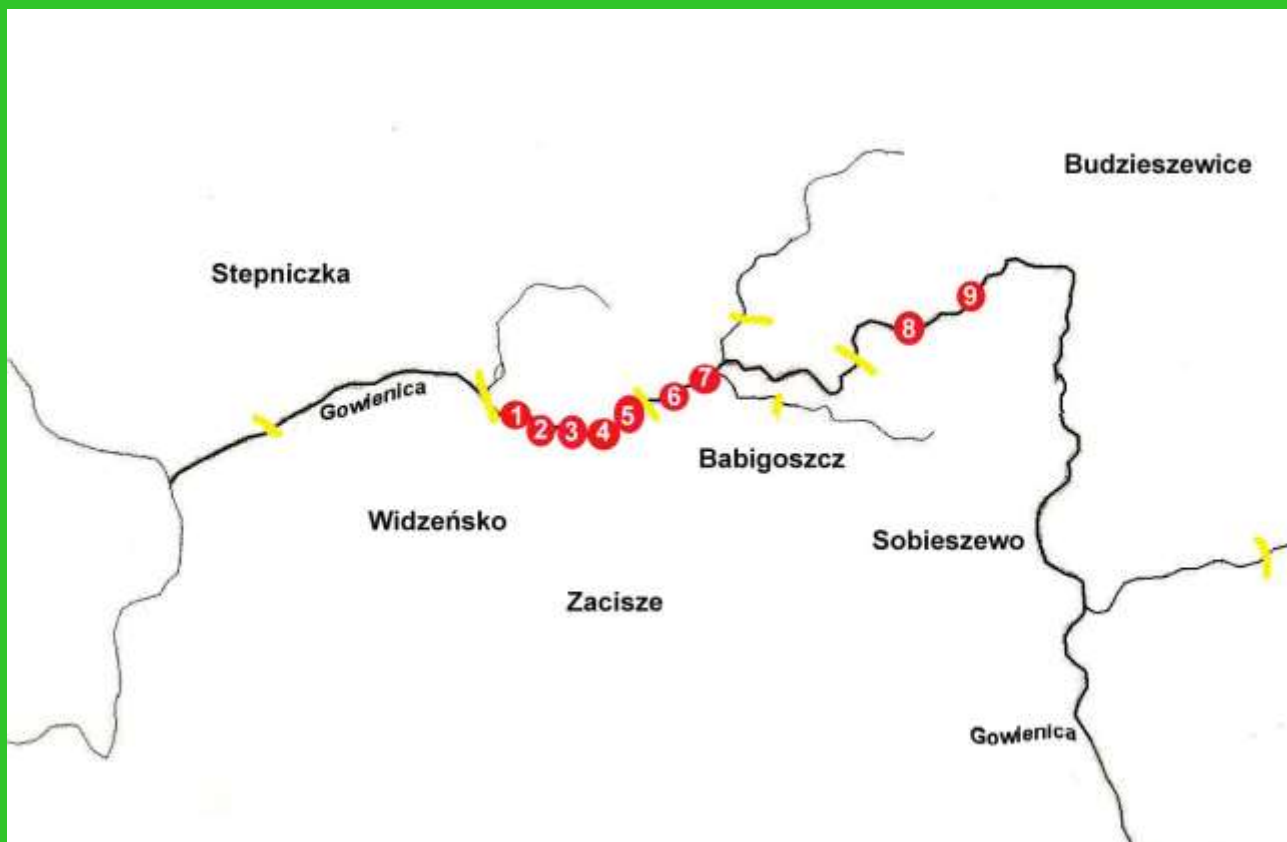 Budzieszewice
Stepniczka
9
8
7
Gowienica
6
5
1
2
3
4
Babigoszcz
Widzeńsko
Sobieszewo
Zacisze
Gowienica